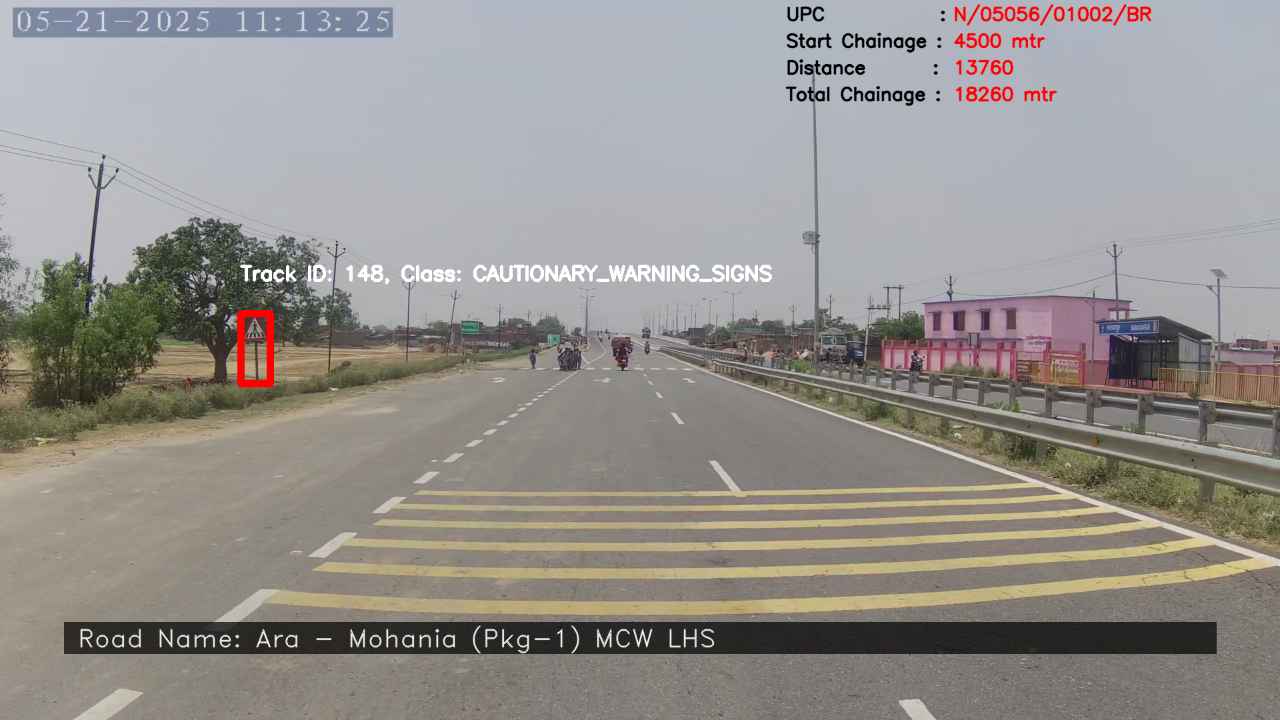 05-21-2025 11:13:25
UPC : N/05056/01002/BR
Start Chainage : 4500 mtr
Distance : 13760
Total Chainage : 18260 mtr
Track ID: 148, Class: CAUTIONARY_WARNING_SIGNS
Road Name: Ara - Mohania (Pkg-1) MCW LHS